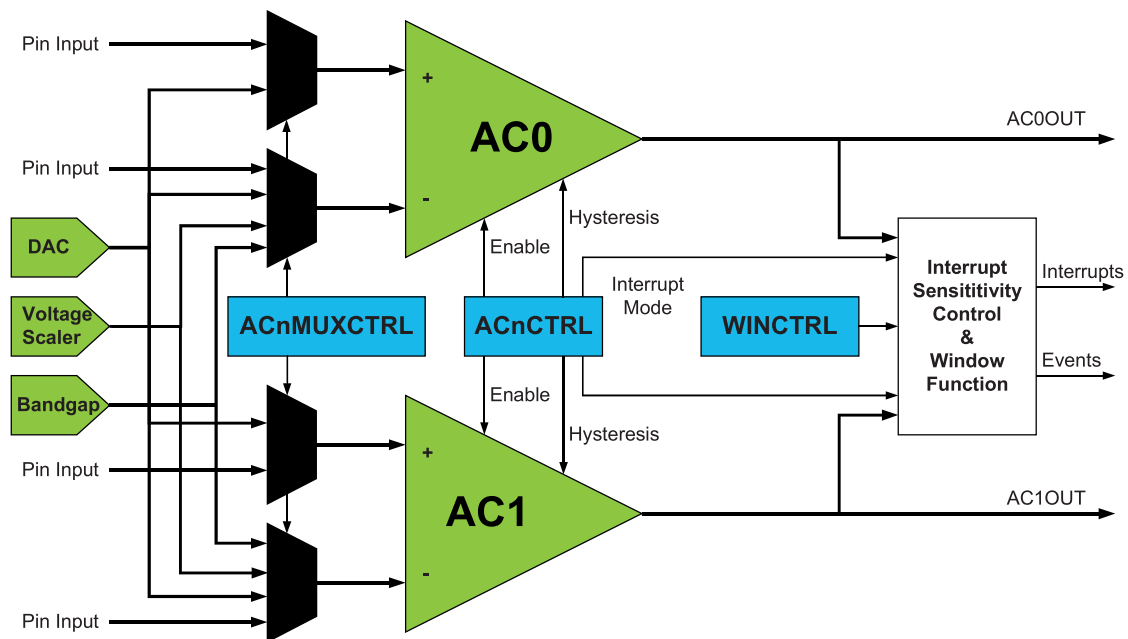 Pin Input
+
AC0
AC0OUT
Pin Input
-
Hysteresis
DAC
Enable
Interrupt
Sensititivity
Control
&
Window
Function
Interrupts
Interrupt
Mode
Voltage
Scaler
ACnMUXCTRL
ACnCTRL
WINCTRL
Events
Bandgap
Enable
Hysteresis
Pin Input
+
AC1
AC1OUT
-
Pin Input